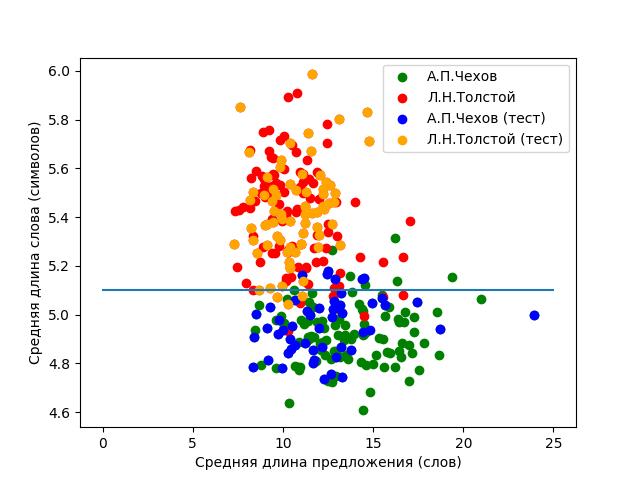 6.0
5.8
5.6
5.4
5.2
5.0
4.8
4.6
0
5
10
15
20
25
Средняя длина слова (символов)
Средняя длина предложения (слов)
А.П.Чехов
Л.Н.Толстой
А.П.Чехов (тест)
Л.Н.Толстой (тест)